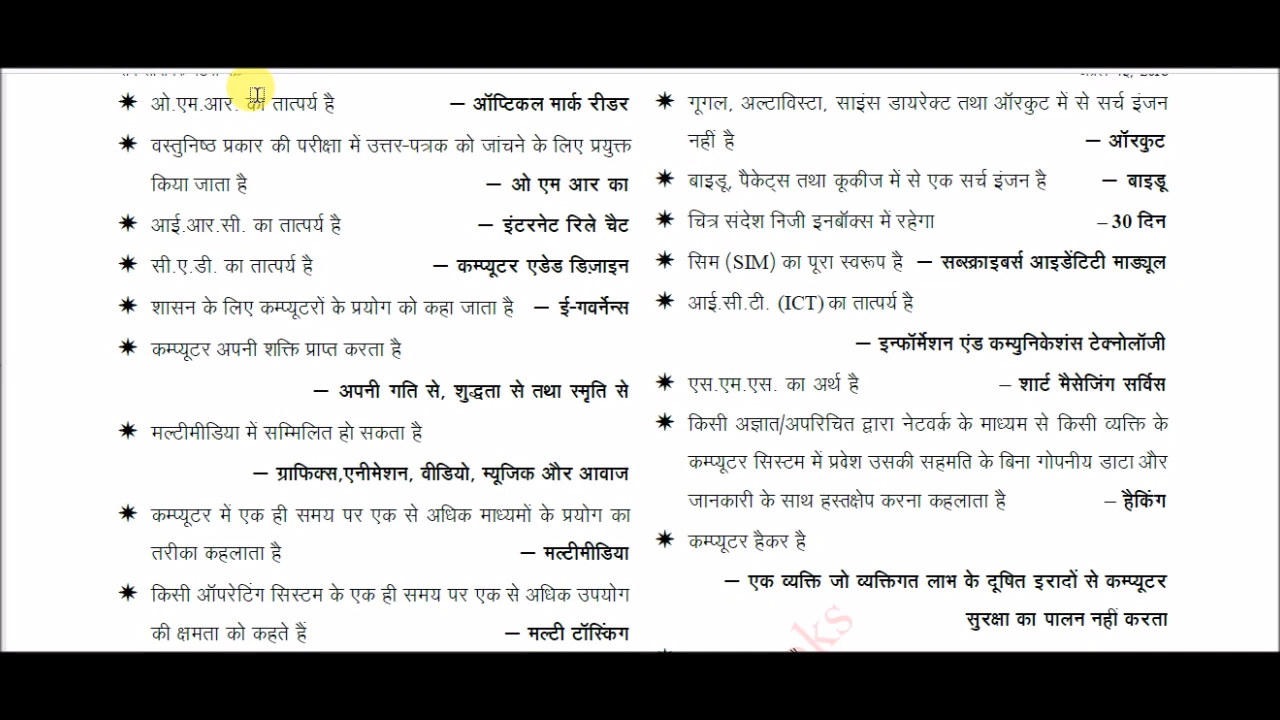 ✷ ओ.एम.आर. का तात्पर्य है – ऑप्टिकल मार्क रीडर
✷ वस्तुनिष्ठ प्रकार की परीक्षा में उत्तर-पत्रक को जांचने के लिए प्रयुक्त
किया जाता है – ओ एम आर का
✷ आई.आर.सी. का तात्पर्य है – इंटरनेट रिले चैट
✷ सी.ए.डी. का तात्पर्य है – कम्प्यूटर एडेड डिज़ाइन
✷ शासन के लिए कम्प्यूटरों के प्रयोग को कहा जाता है – ई-गवर्नेन्स
✷ कम्प्यूटर अपनी शक्ति प्राप्त करता है
– अपनी गति से, शुद्धता से तथा स्मृति से
✷ मल्टीमीडिया में सम्मिलित हो सकता है
– ग्राफिक्स,एनीमेशन, वीडियो, म्यूजिक और आवाज
✷ कम्प्यूटर में एक ही समय पर एक से अधिक माध्यमों के प्रयोग का
तरीका कहलाता है – मल्टीमीडिया
✷ किसी ऑपरेटिंग सिस्टम के एक ही समय पर एक से अधिक उपयोग
की क्षमता को कहते हैं – मल्टी टॉस्किंग
✷ गूगल, अल्टाविस्टा, साइंस डायरेक्ट तथा ऑरकुट में से सर्च इंजन
नहीं है – ऑरकुट
✷ बाइडू, पैकेट्स तथा कूकीज में से एक सर्च इंजन है – बाइडू
✷ चित्र संदेश निजी इनबॉक्स में रहेगा – 30 दिन
✷ सिम (SIM) का पूरा स्वरूप है – सब्स्क्राइबर्स आइडेंटिटी माड्यूल
✷ आई.सी.टी. (ICT) का तात्पर्य है
– इन्फॉर्मेशन एंड कम्युनिकेशंस टेक्नोलॉजी
✷ एस.एम.एस. का अर्थ है – शार्ट मैसेजिंग सर्विस
✷ किसी अज्ञात/अपरिचित द्वारा नेटवर्क के माध्यम से किसी व्यक्ति के
कम्प्यूटर सिस्टम में प्रवेश उसकी सहमति के बिना गोपनीय डाटा और
जानकारी के साथ हस्तक्षेप करना कहलाता है – हैकिंग
✷ कम्प्यूटर हैकर है
– एक व्यक्ति जो व्यक्तिगत लाभ के दूषित इरादों से कम्प्यूटर
सुरक्षा का पालन नहीं करता